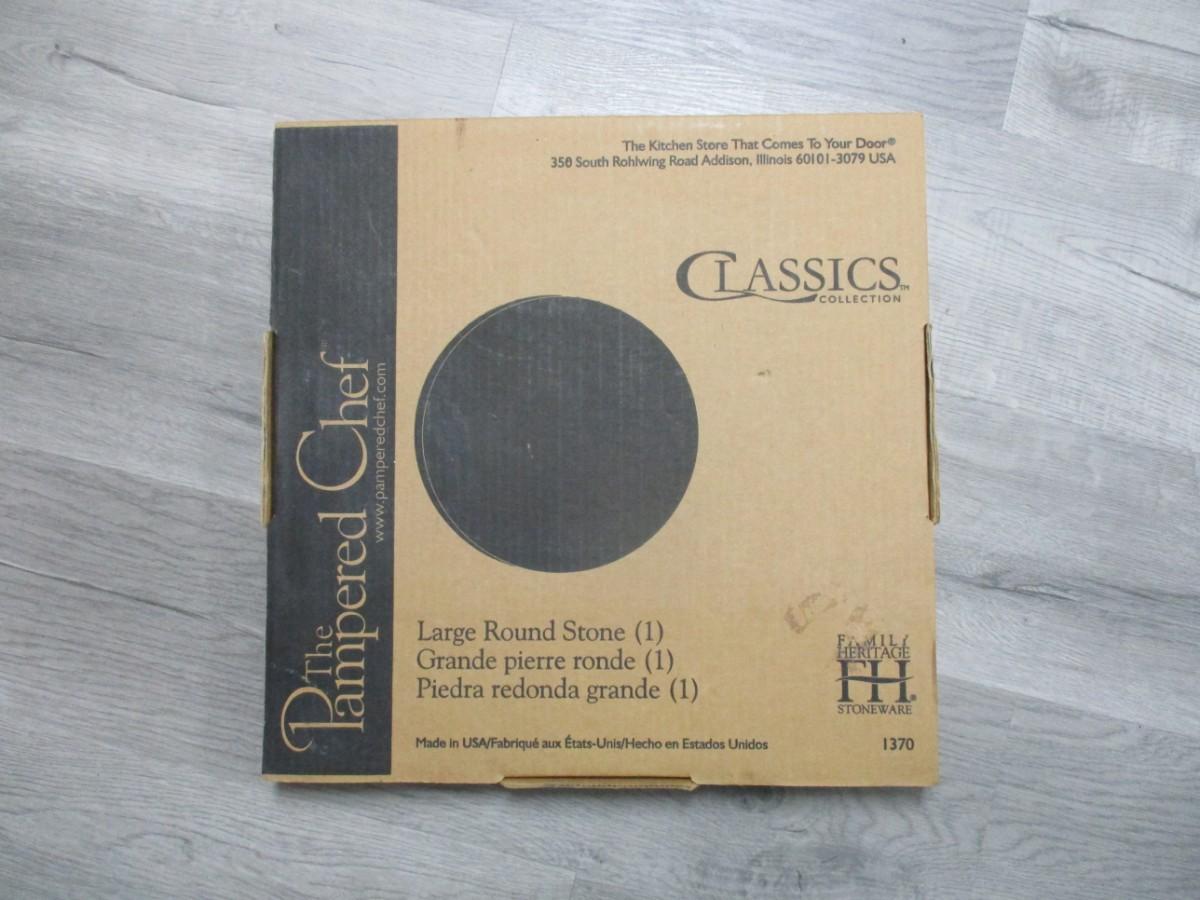 The Kitchen Store That Comes To Your Door®
350 South Rohlwing Road Addison, Illinois 60101-3079 USA
CLASSICS™
COLLECTION
The
Pampered Chef™
www.pamperedchef.com
Large Round Stone (1)
Grande pierre ronde (1)
Piedra redonda grande (1)
FAMILY
HERITAGE
FH®
STONEWARE
Made in USA/Fabriqué aux États-Unis/Hecho en Estados Unidos
1370